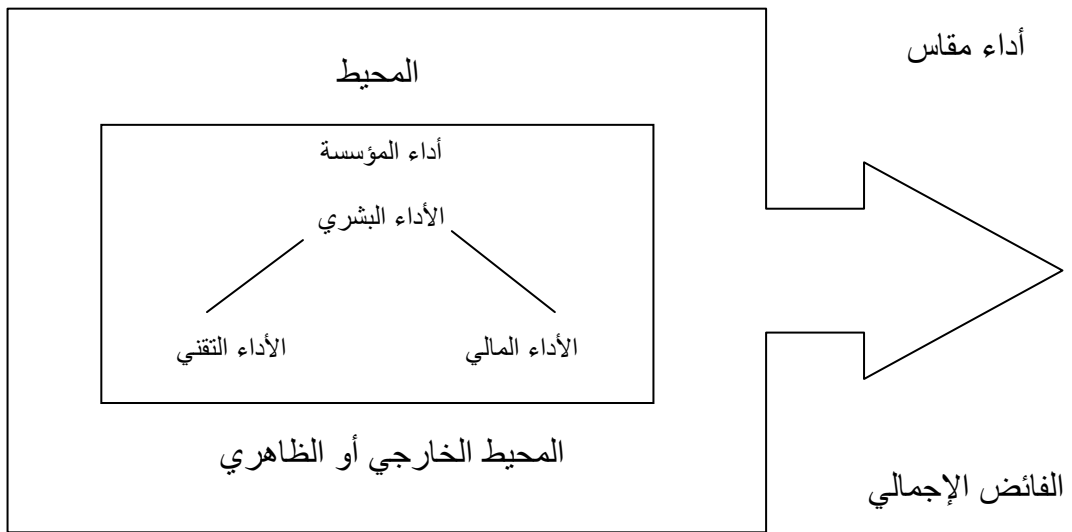 أداء مقاس
المحيط
أداء المؤسسة
الأداء البشري
الأداء المالي
الأداء التقني
المحيط الخارجي أو الظاهري
الفائض الإجمالي